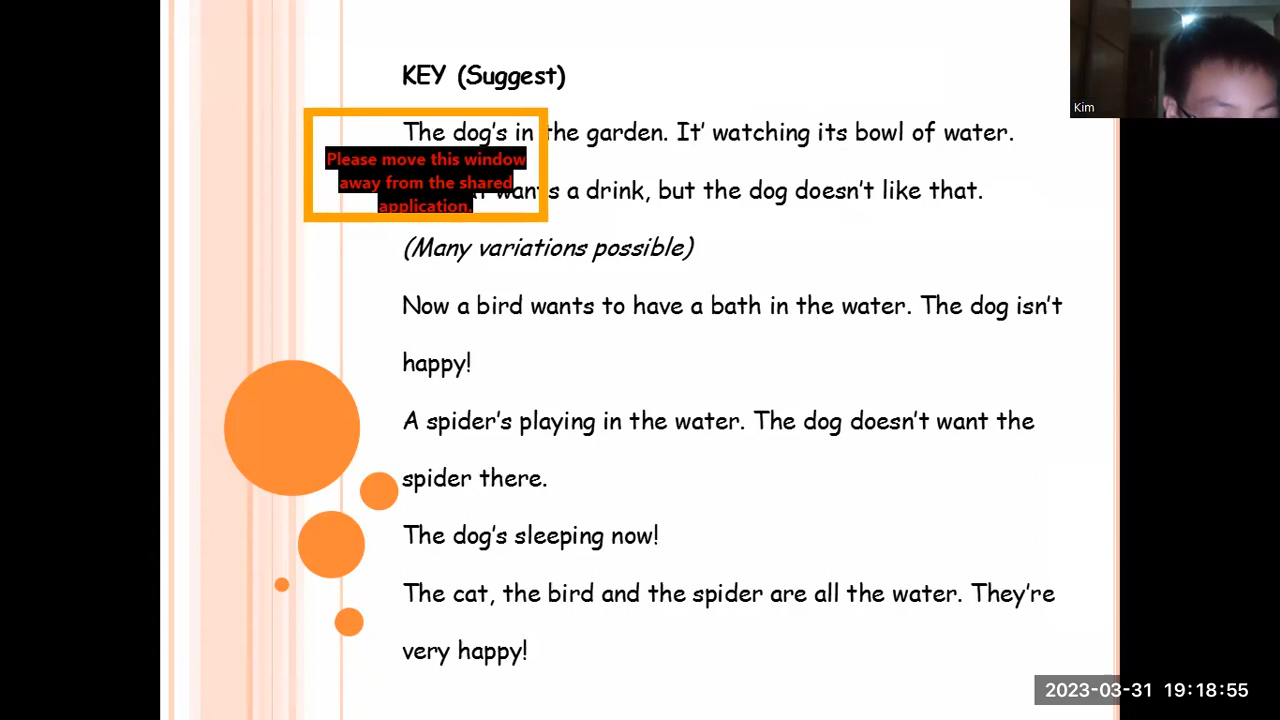 KEY (Suggest)
The dog's in the garden. It' watching its bowl of water.
Please move this window
away from the shared
application.
wants a drink, but the dog doesn't like that.
(Many variations possible)
Now a bird wants to have a bath in the water. The dog isn't
happy!
A spider's playing in the water. The dog doesn't want the
spider there.
The dog's sleeping now!
The cat, the bird and the spider are all the water. They're
very happy!
Kim
2023-03-31 19:18:55